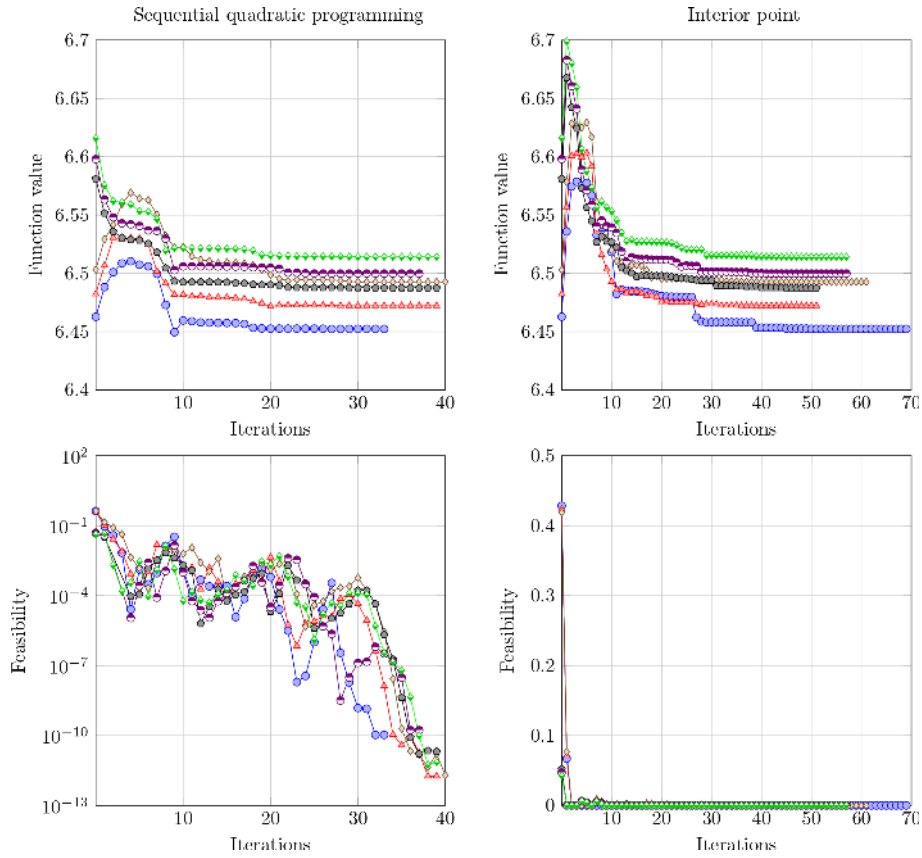 Sequential quadratic programming
6.7
6.65
6.6
6.55
6.5
6.45
6.4
Function value
10 20 30 40
Iterations
Interior point
6.7
6.65
6.6
6.55
6.5
6.45
6.4
Function value
10 20 30 40 50 60 70
Iterations
10^2
10^-1
10^-4
10^-7
10^-10
10^-13
Feasibility
10 20 30 40
Iterations
0.5
0.4
0.3
0.2
0.1
0
Feasibility
10 20 30 40 50 60 70
Iterations